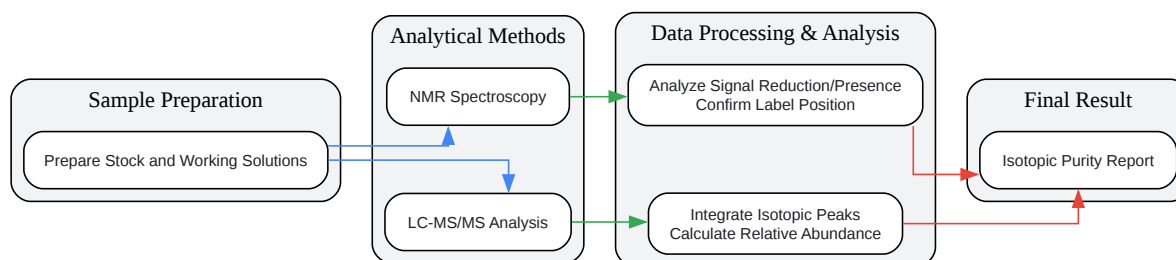 Sample Preparation
Prepare Stock and Working Solutions
Analytical Methods
NMR Spectroscopy
LC-MS/MS Analysis
Data Processing & Analysis
Analyze Signal Reduction/Presence
Confirm Label Position
Integrate Isotopic Peaks
Calculate Relative Abundance
Final Result
Isotopic Purity Report